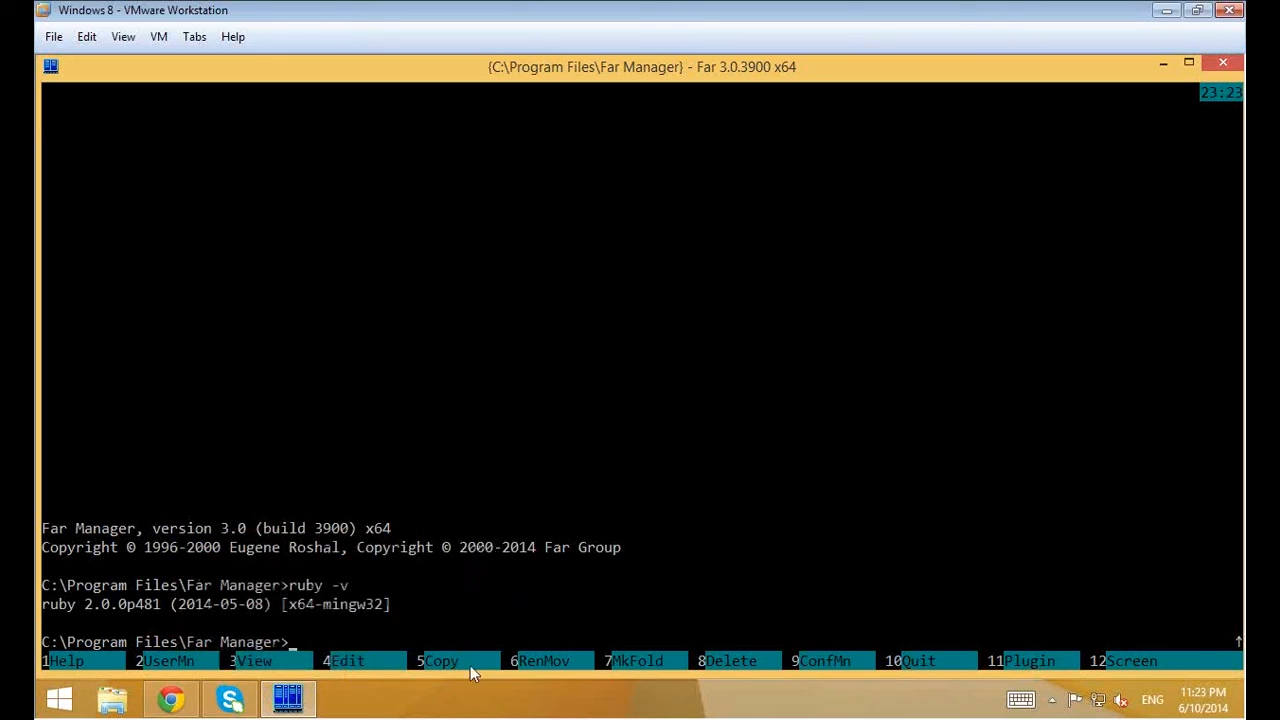 Windows 8 - VMware Workstation
File Edit View VM Tabs Help
{C:\Program Files\Far Manager} - Far 3.0.3900 x64
23:23
Far Manager, version 3.0 (build 3900) x64
Copyright © 1996-2000 Eugene Roshal, Copyright © 2000-2014 Far Group
C:\Program Files\Far Manager>ruby -v
ruby 2.0.0p481 (2014-05-08) [x64-mingw32]
C:\Program Files\Far Manager>_
1Help 2UserMn 3View 4Edit 5Copy 6RenMov 7MkFold 8Delete 9ConfMn 10Quit 11Plugin 12Screen
ENG
11:23 PM
6/10/2014